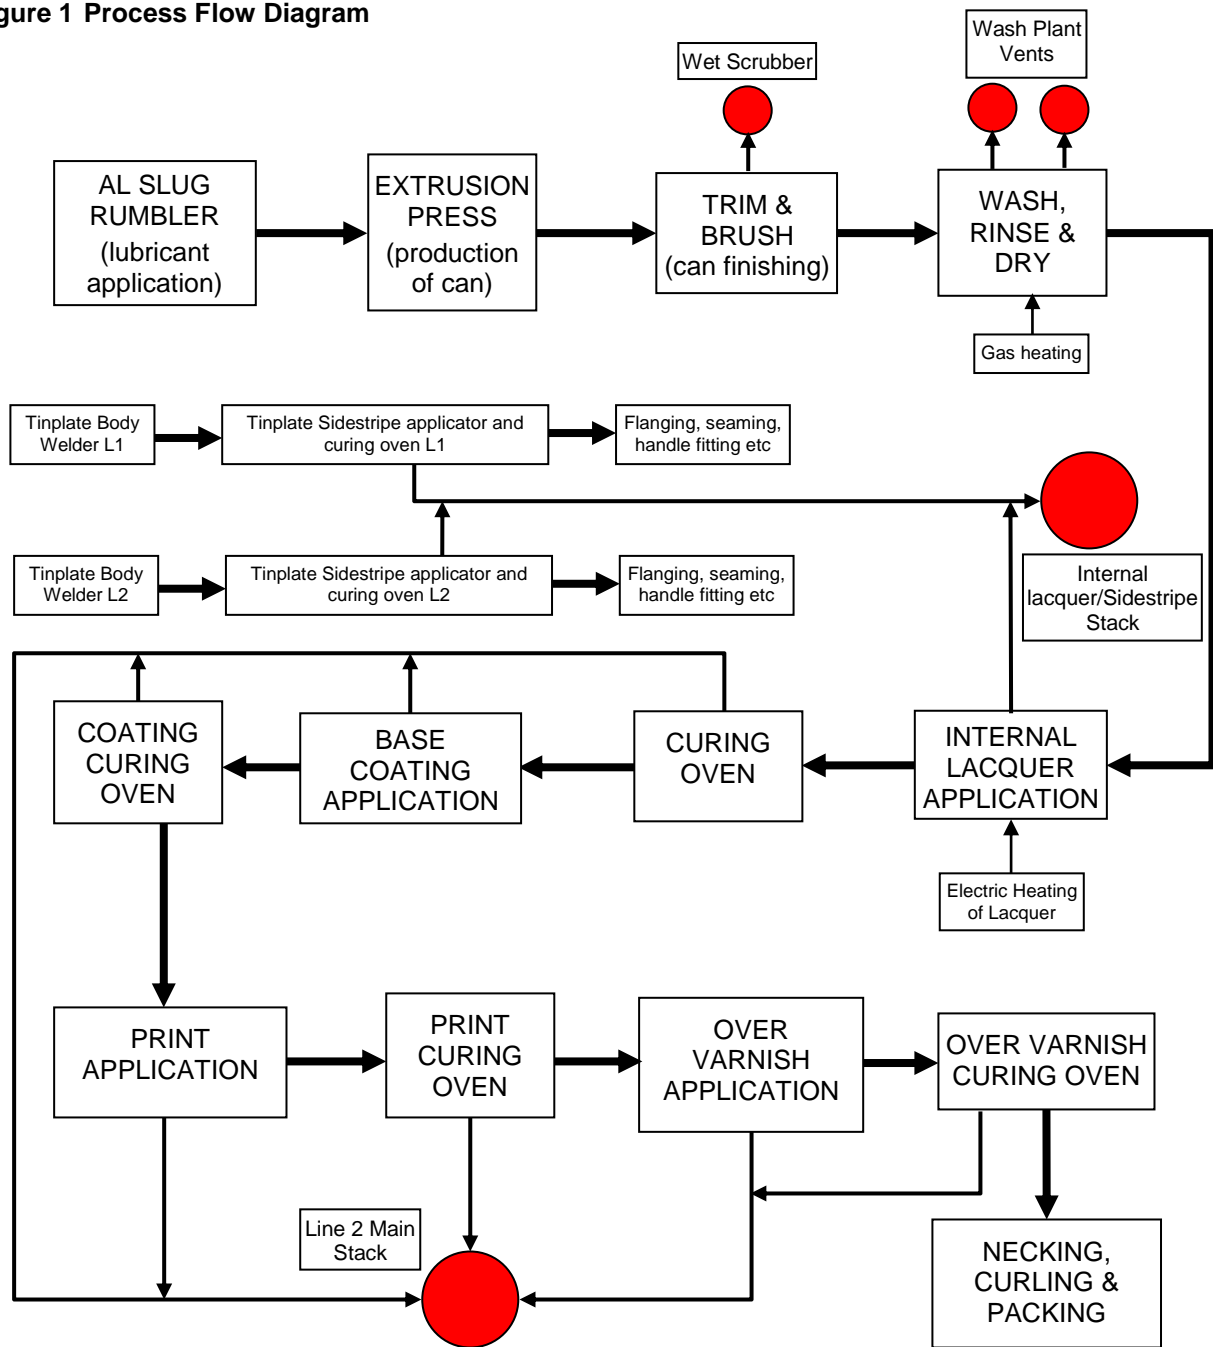 gure 1 Process Flow Diagram
Wet Scrubber
Wash Plant
Vents
AL SLUG
RUMBLER
(lubricant
application)
EXTRUSION
PRESS
(production
of can)
TRIM &
BRUSH
(can finishing)
WASH,
RINSE &
DRY
Gas heating
Tinplate Body
Welder L1
Tinplate Sidestripe applicator and
curing oven L1
Flanging, seaming,
handle fitting etc
Tinplate Body
Welder L2
Tinplate Sidestripe applicator and
curing oven L2
Flanging, seaming,
handle fitting etc
Internal
lacquer/Sidestripe
Stack
COATING
CURING
OVEN
BASE
COATING
APPLICATION
CURING
OVEN
INTERNAL
LACQUER
APPLICATION
Electric Heating
of Lacquer
PRINT
APPLICATION
PRINT
CURING
OVEN
OVER
VARNISH
APPLICATION
OVER VARNISH
CURING OVEN
Line 2 Main
Stack
NECKING,
CURLING &
PACKING